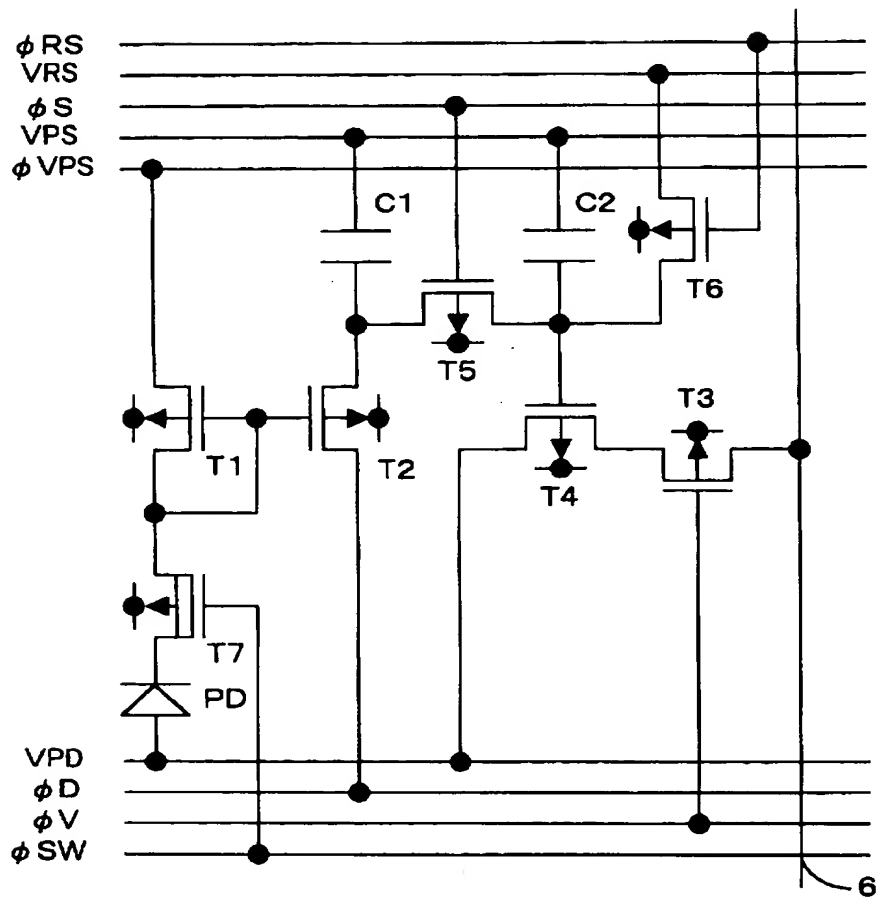 φRS
VRS
φS
VPS
φVPS
C1
C2
T6
T5
T3
T1
T2
T4
T7
PD
VPD
φD
φV
φSW
6